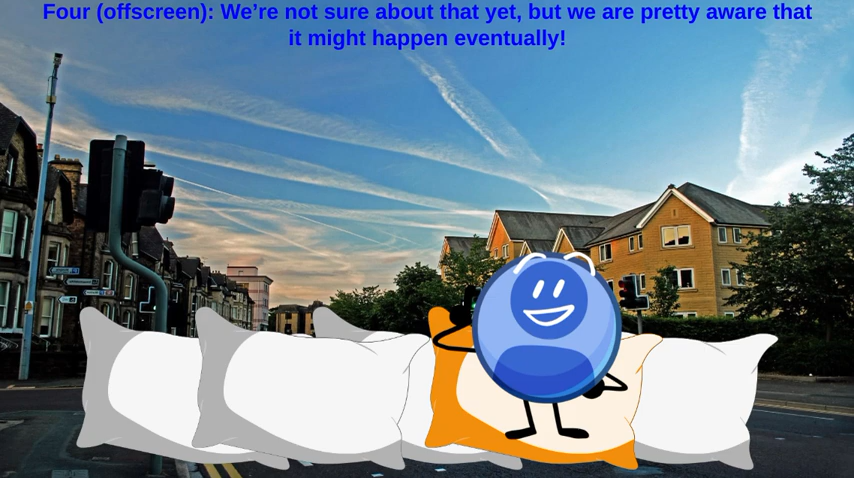 Four (offscreen): We’re not sure about that yet, but we are pretty aware that
it might happen eventually!